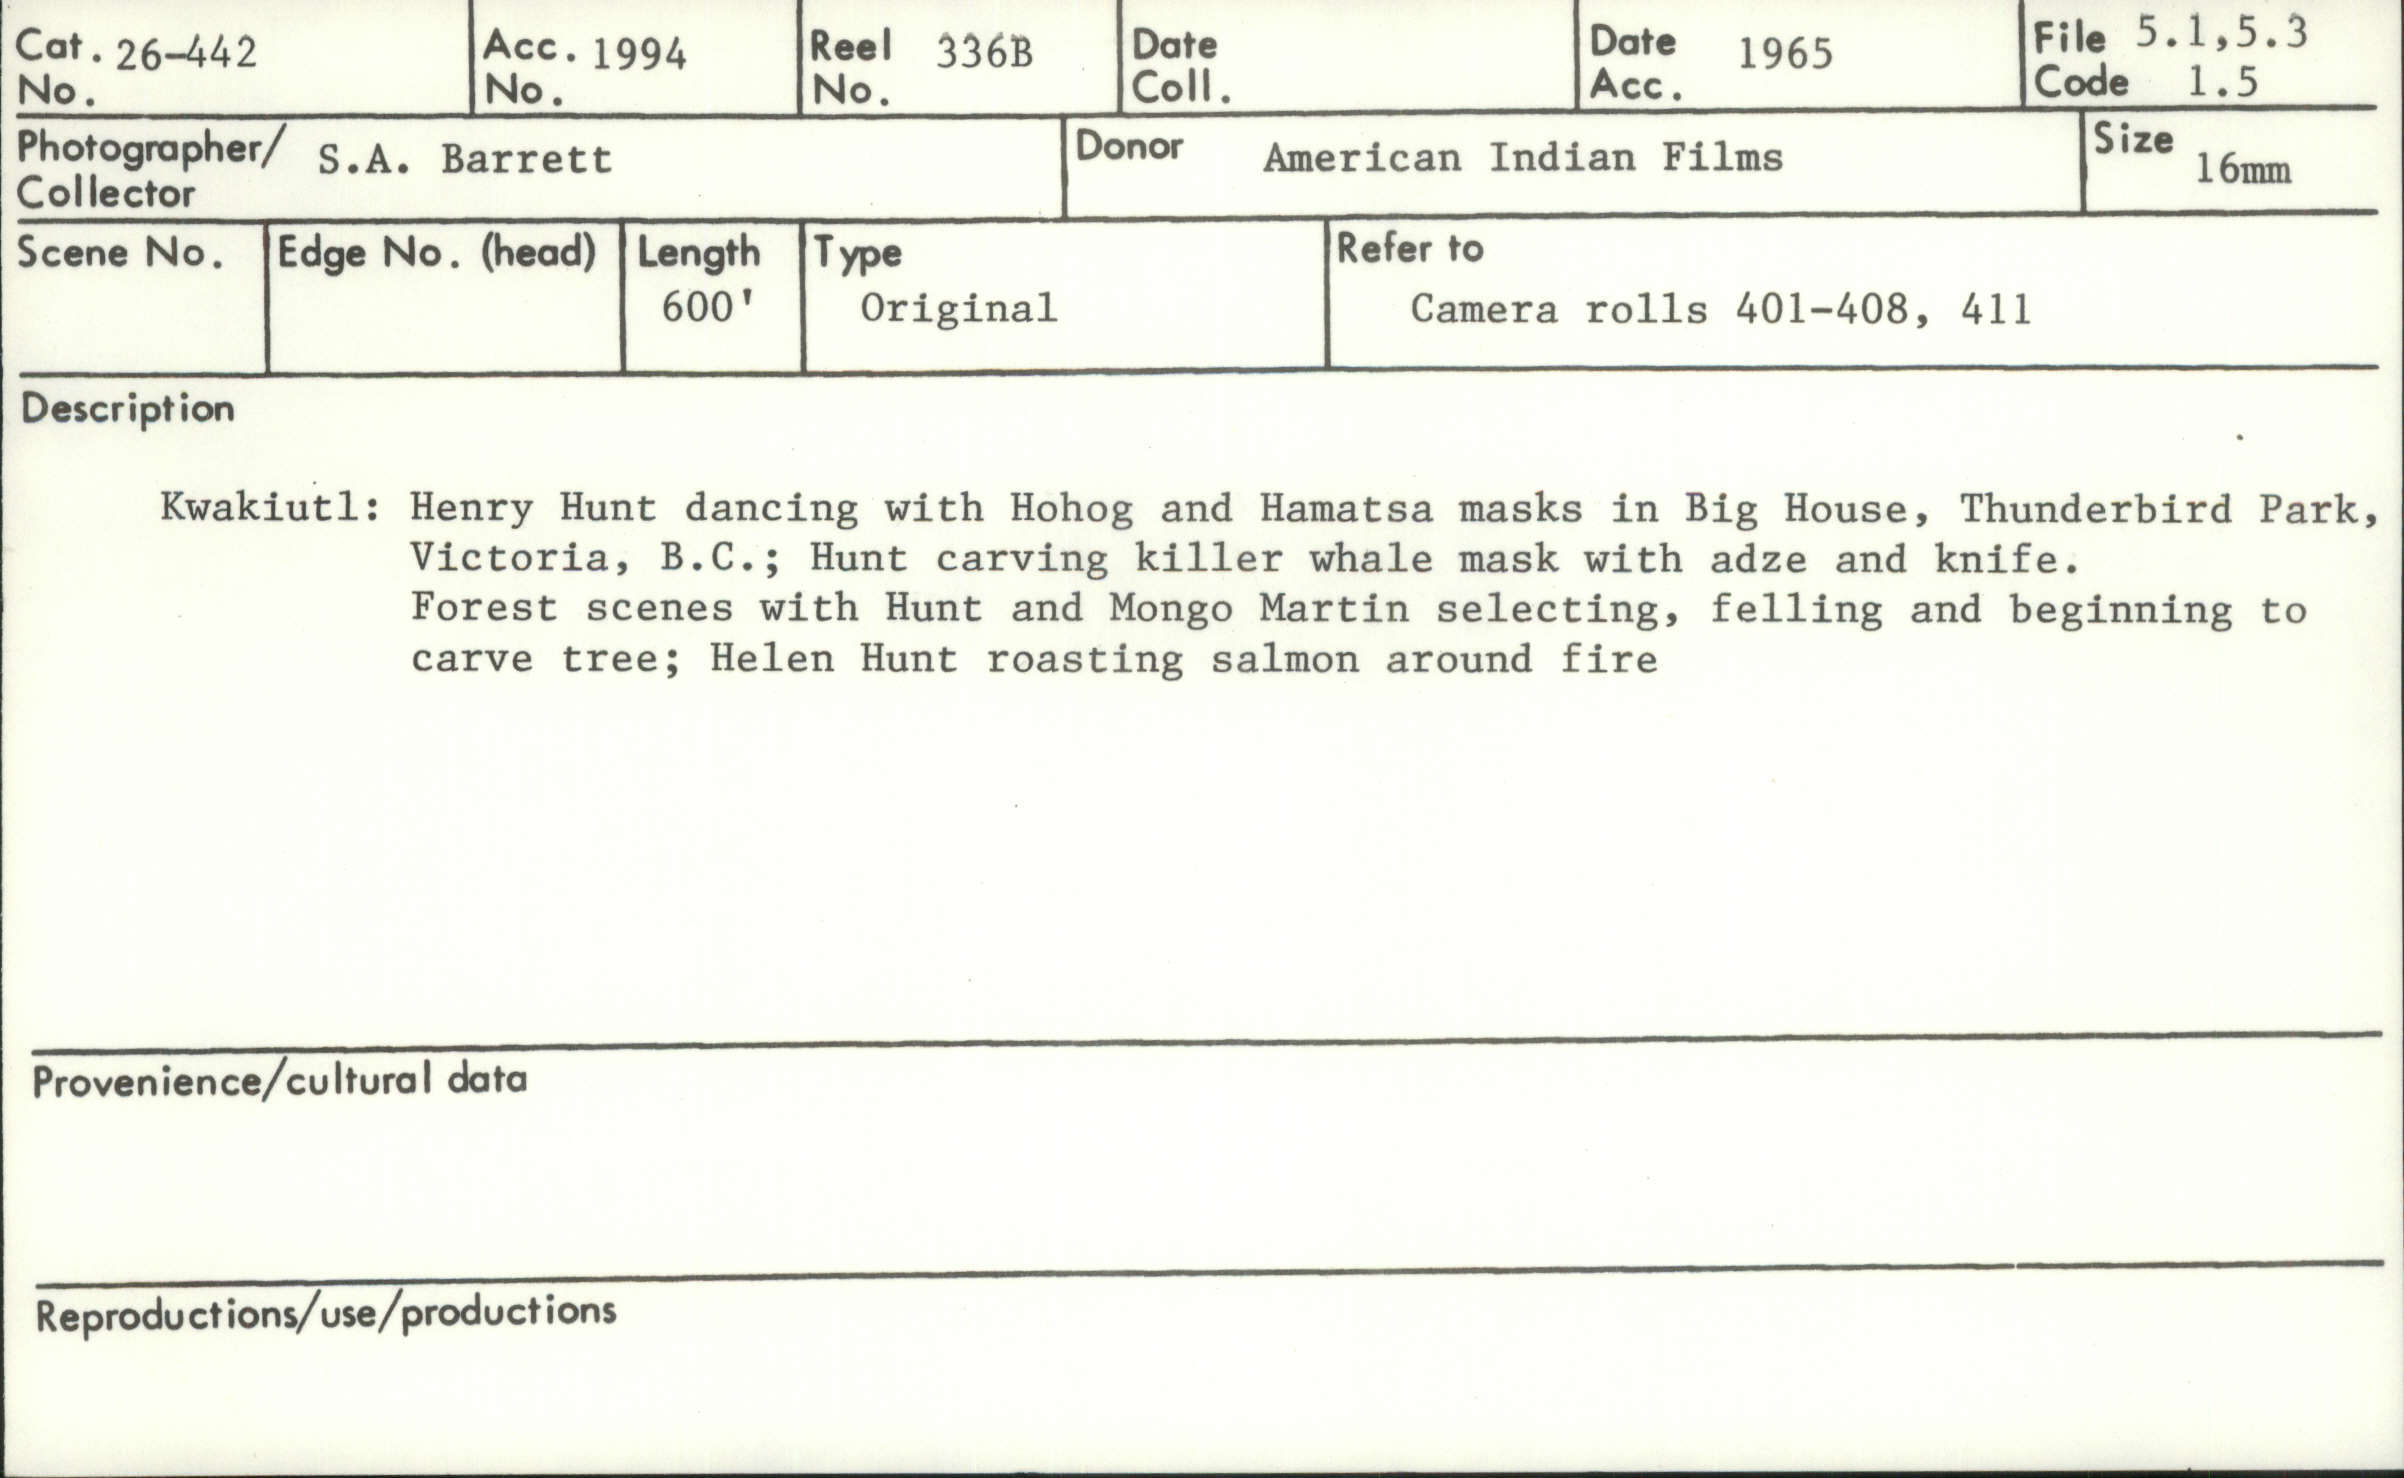 Cat. No. 26-442 Acc. No. 1994 Reel No. 336B Date Coll. Date Acc. 1965 File Code 5.1,5.3 1.5
Photographer/ Collector S.A. Barrett Donor American Indian Films Size 16mm
Scene No. Edge No. (head) Length 600' Type Original Refer to Camera rolls 401-408, 411
Description
Kwakiutl: Henry Hunt dancing with Hohog and Hamatsa masks in Big House, Thunderbird Park,
Victoria, B.C.; Hunt carving killer whale mask with adze and knife.
Forest scenes with Hunt and Mongo Martin selecting, felling and beginning to
carve tree; Helen Hunt roasting salmon around fire
Provenience/cultural data
Reproductions/use/productions